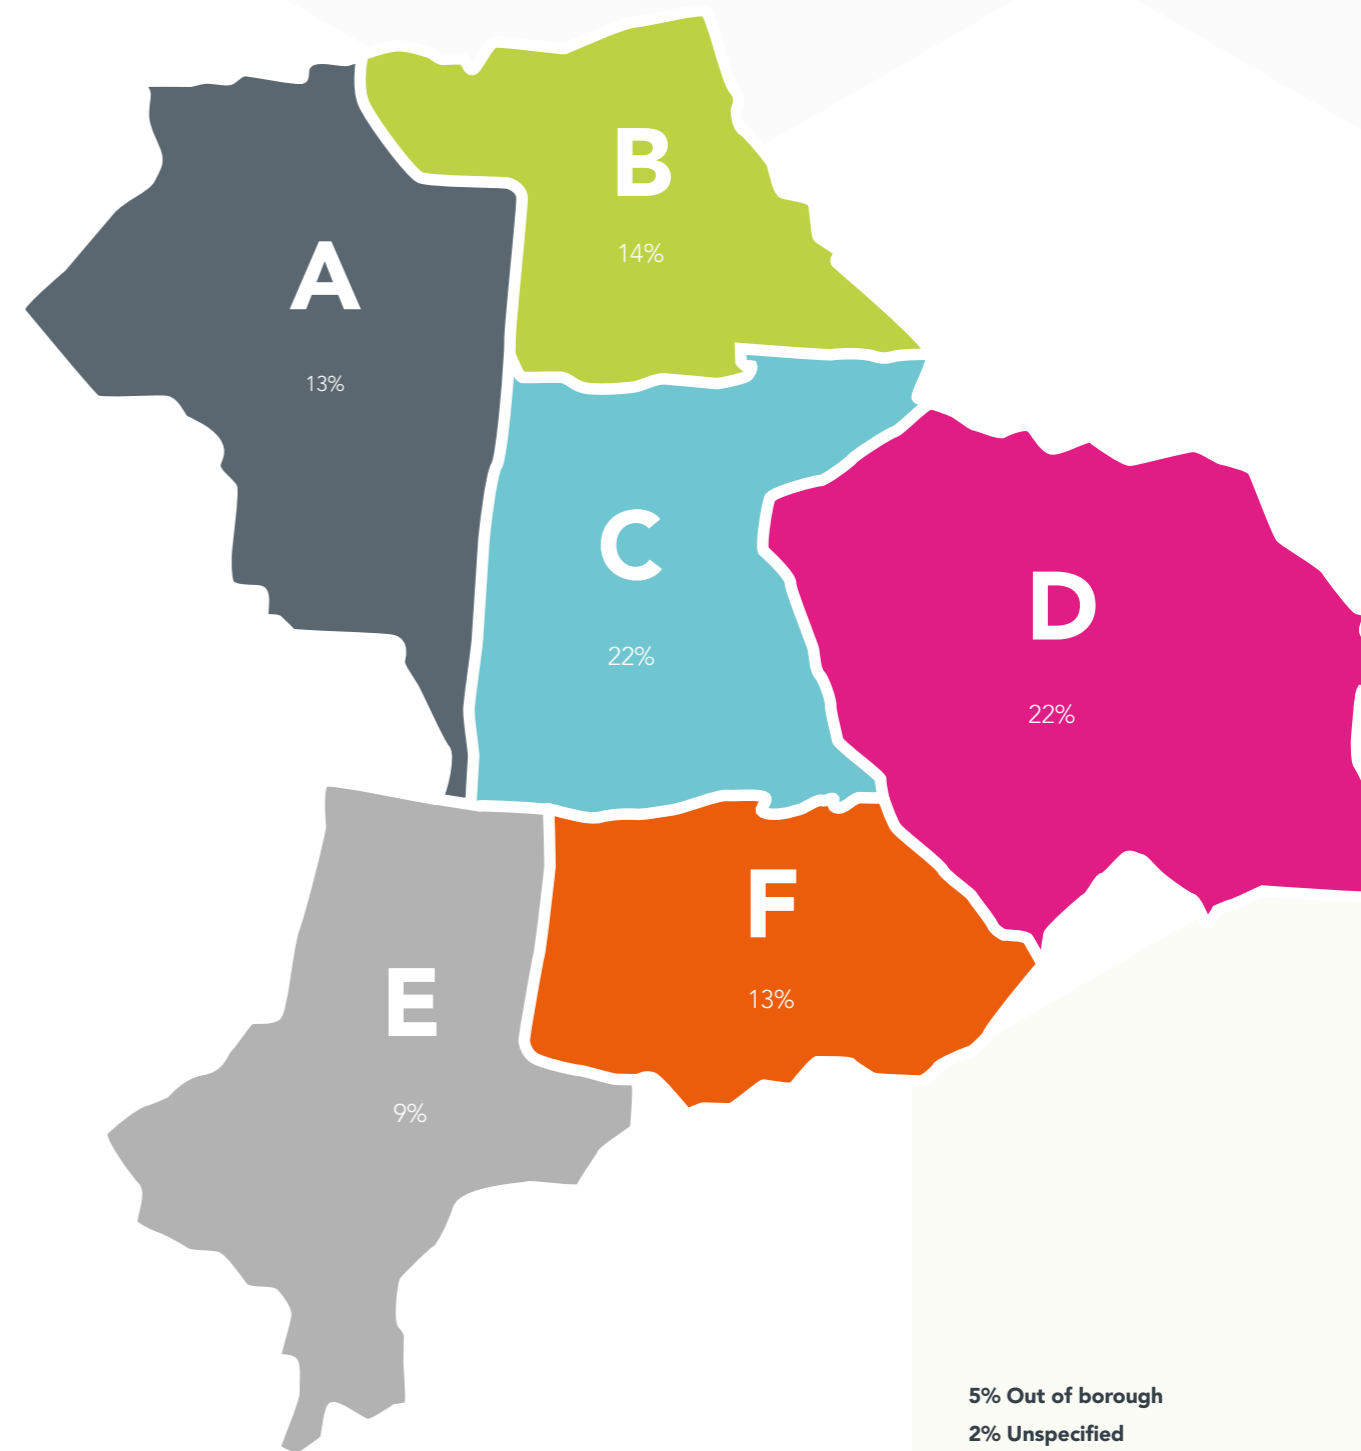 B
14%
A
13%
C
22%
D
22%
F
13%
E
9%
5% Out of borough
2% Unspecified